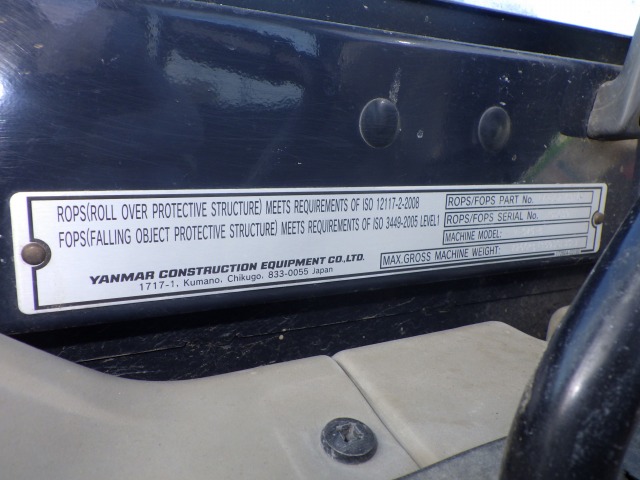 ROPS(ROLL OVER PROTECTIVE STRUCTURE) MEETS REQUIREMENTS OF ISO 12117-2-2008
FOPS(FALLING OBJECT PROTECTIVE STRUCTURE) MEETS REQUIREMENTS OF ISO 3449-2005 LEVEL1
YANMAR CONSTRUCTION EQUIPMENT CO.,LTD.
1717-1, Kumano, Chikugo, 833-0055 Japan
ROPS/FOPS PART No.
ROPS/FOPS SERIAL No.
MACHINE MODEL:
MAX.GROSS MACHINE WEIGHT: